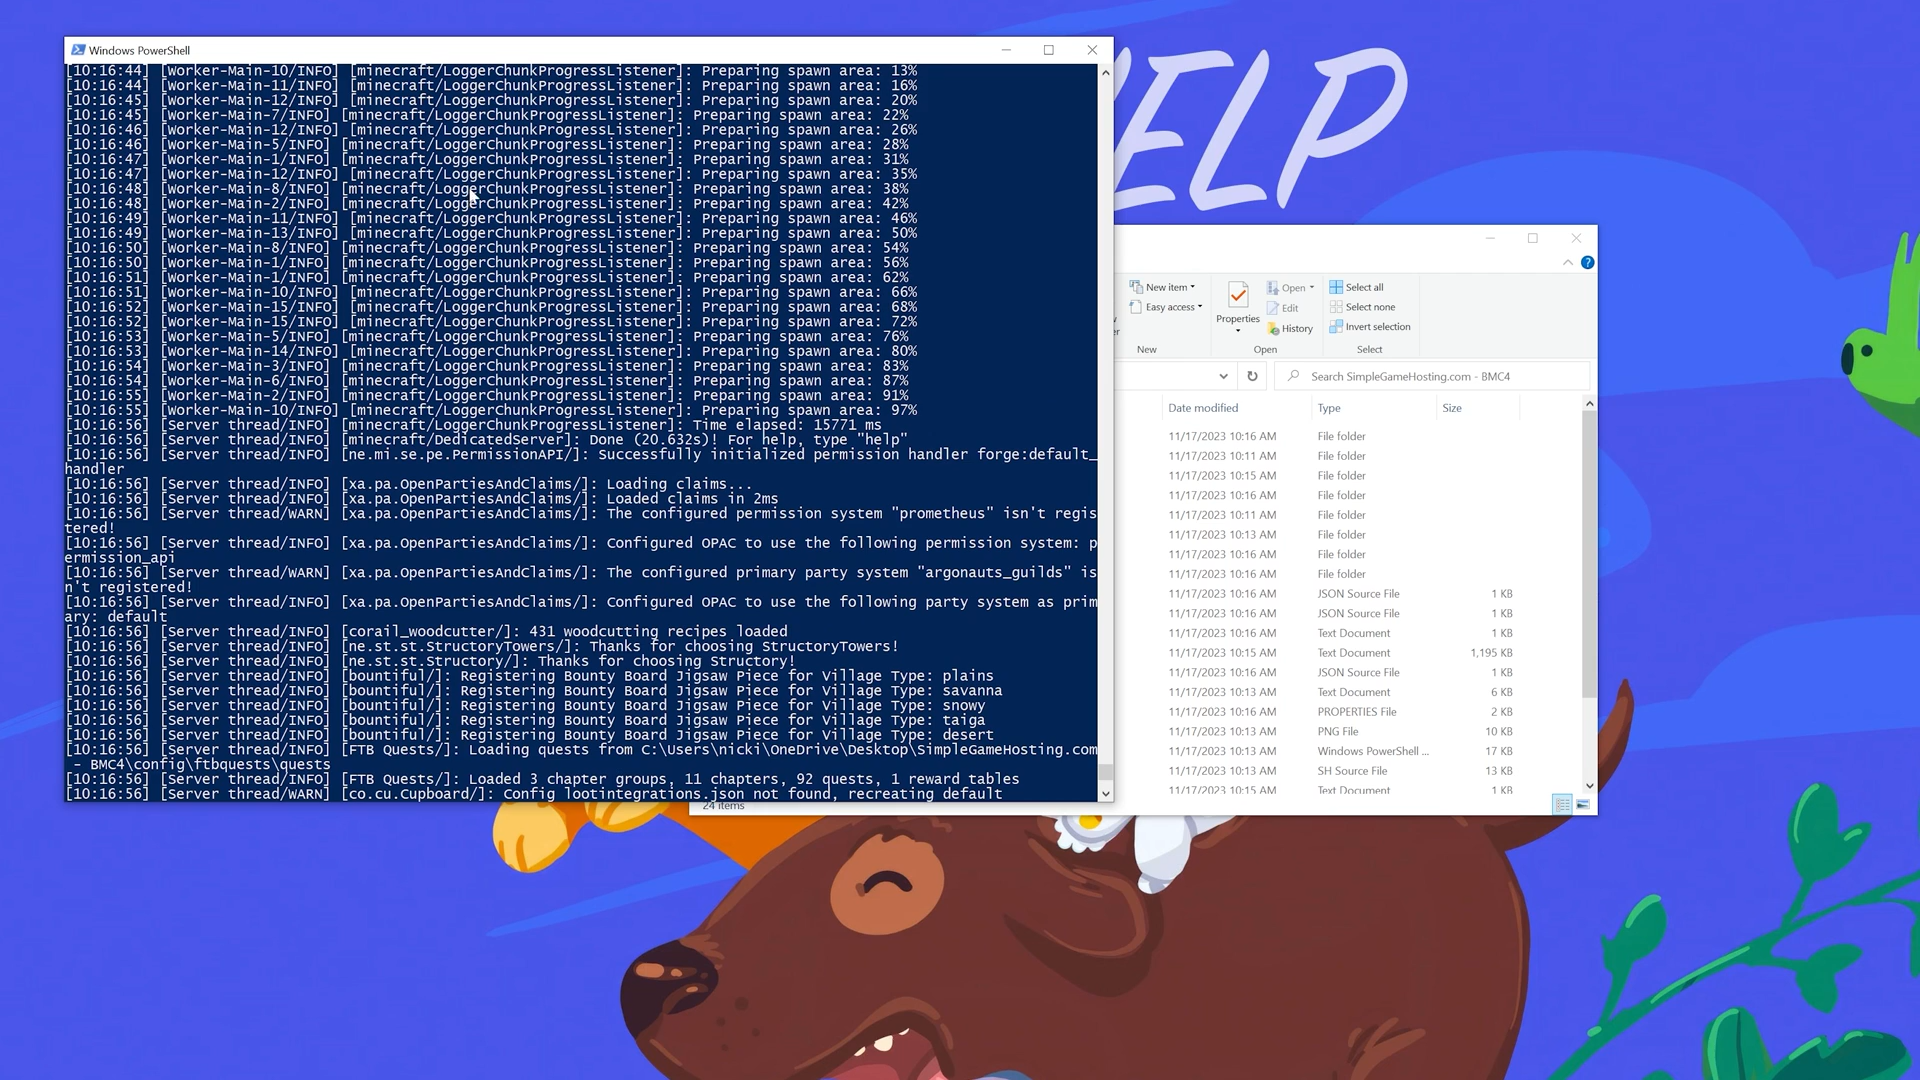 Windows PowerShell
[10:16:44] [Worker-Main-10/INFO] [minecraft/LoggerChunkProgressListener]: Preparing spawn area: 13%
[10:16:44] [Worker-Main-11/INFO] [minecraft/LoggerChunkProgressListener]: Preparing spawn area: 16%
[10:16:45] [Worker-Main-12/INFO] [minecraft/LoggerChunkProgressListener]: Preparing spawn area: 20%
[10:16:45] [Worker-Main-7/INFO] [minecraft/LoggerChunkProgressListener]: Preparing spawn area: 22%
[10:16:46] [Worker-Main-12/INFO] [minecraft/LoggerChunkProgressListener]: Preparing spawn area: 26%
[10:16:46] [Worker-Main-5/INFO] [minecraft/LoggerChunkProgressListener]: Preparing spawn area: 28%
[10:16:47] [Worker-Main-1/INFO] [minecraft/LoggerChunkProgressListener]: Preparing spawn area: 31%
[10:16:47] [Worker-Main-12/INFO] [minecraft/LoggerChunkProgressListener]: Preparing spawn area: 35%
[10:16:48] [Worker-Main-8/INFO] [minecraft/LoggerChunkProgressListener]: Preparing spawn area: 38%
[10:16:48] [Worker-Main-2/INFO] [minecraft/LoggerChunkProgressListener]: Preparing spawn area: 42%
[10:16:49] [Worker-Main-11/INFO] [minecraft/LoggerChunkProgressListener]: Preparing spawn area: 46%
[10:16:49] [Worker-Main-13/INFO] [minecraft/LoggerChunkProgressListener]: Preparing spawn area: 50%
[10:16:50] [Worker-Main-8/INFO] [minecraft/LoggerChunkProgressListener]: Preparing spawn area: 54%
[10:16:50] [Worker-Main-1/INFO] [minecraft/LoggerChunkProgressListener]: Preparing spawn area: 56%
[10:16:51] [Worker-Main-1/INFO] [minecraft/LoggerChunkProgressListener]: Preparing spawn area: 62%
[10:16:51] [Worker-Main-10/INFO] [minecraft/LoggerChunkProgressListener]: Preparing spawn area: 66%
[10:16:52] [Worker-Main-15/INFO] [minecraft/LoggerChunkProgressListener]: Preparing spawn area: 68%
[10:16:52] [Worker-Main-15/INFO] [minecraft/LoggerChunkProgressListener]: Preparing spawn area: 72%
[10:16:53] [Worker-Main-5/INFO] [minecraft/LoggerChunkProgressListener]: Preparing spawn area: 76%
[10:16:53] [Worker-Main-14/INFO] [minecraft/LoggerChunkProgressListener]: Preparing spawn area: 80%
[10:16:54] [Worker-Main-3/INFO] [minecraft/LoggerChunkProgressListener]: Preparing spawn area: 83%
[10:16:54] [Worker-Main-6/INFO] [minecraft/LoggerChunkProgressListener]: Preparing spawn area: 87%
[10:16:55] [Worker-Main-2/INFO] [minecraft/LoggerChunkProgressListener]: Preparing spawn area: 91%
[10:16:55] [Worker-Main-10/INFO] [minecraft/LoggerChunkProgressListener]: Preparing spawn area: 97%
[10:16:56] [Server thread/INFO] [minecraft/LoggerChunkProgressListener]: Time elapsed: 15771 ms
[10:16:56] [Server thread/INFO] [minecraft/DedicatedServer]: Done (20.632s)! For help, type "help"
[10:16:56] [Server thread/INFO] [ne.mi.se.pe.PermissionAPI/]: Successfully initialized permission handler forge:default_
handler
[10:16:56] [Server thread/INFO] [xa.pa.OpenPartiesAndClaims/]: Loading claims...
[10:16:56] [Server thread/INFO] [xa.pa.OpenPartiesAndClaims/]: Loaded claims in 2ms
[10:16:56] [Server thread/WARN] [xa.pa.OpenPartiesAndClaims/]: The configured permission system "prometheus" isn't regis
tered!
[10:16:56] [Server thread/INFO] [xa.pa.OpenPartiesAndClaims/]: Configured OPAC to use the following permission system: p
ermission_api
[10:16:56] [Server thread/WARN] [xa.pa.OpenPartiesAndClaims/]: The configured primary party system "argonauts_guilds" is
n't registered!
[10:16:56] [Server thread/INFO] [xa.pa.OpenPartiesAndClaims/]: Configured OPAC to use the following party system as prim
ary: default
[10:16:56] [Server thread/INFO] [corail_woodcutter/]: 431 woodcutting recipes loaded
[10:16:56] [Server thread/INFO] [ne.st.st.StructoryTowers/]: Thanks for choosing StructoryTowers!
[10:16:56] [Server thread/INFO] [ne.st.st.Structory/]: Thanks for choosing Structory!
[10:16:56] [Server thread/INFO] [bountiful/]: Registering Bounty Board Jigsaw Piece for Village Type: plains
[10:16:56] [Server thread/INFO] [bountiful/]: Registering Bounty Board Jigsaw Piece for Village Type: savanna
[10:16:56] [Server thread/INFO] [bountiful/]: Registering Bounty Board Jigsaw Piece for Village Type: snowy
[10:16:56] [Server thread/INFO] [bountiful/]: Registering Bounty Board Jigsaw Piece for Village Type: taiga
[10:16:56] [Server thread/INFO] [bountiful/]: Registering Bounty Board Jigsaw Piece for Village Type: desert
[10:16:56] [Server thread/INFO] [FTB Quests/]: Loading quests from C:\Users\nicki\OneDrive\Desktop\SimpleGameHosting.com
- BMC4\config\ftbquests\quests
[10:16:56] [Server thread/INFO] [FTB Quests/]: Loaded 3 chapter groups, 11 chapters, 92 quests, 1 reward tables
[10:16:56] [Server thread/WARN] [co.cu.Cupboard/]: Config lootintegrations.json not found, recreating default
ELP
New item
Easy access
New
Properties
Open
Edit
History
Open
Select all
Select none
Invert selection
Select
Search SimpleGameHosting.com - BMC4
Date modified Type Size
11/17/2023 10:16 AM File folder
11/17/2023 10:11 AM File folder
11/17/2023 10:15 AM File folder
11/17/2023 10:16 AM File folder
11/17/2023 10:11 AM File folder
11/17/2023 10:13 AM File folder
11/17/2023 10:16 AM File folder
11/17/2023 10:16 AM File folder
11/17/2023 10:16 AM JSON Source File 1 KB
11/17/2023 10:16 AM JSON Source File 1 KB
11/17/2023 10:16 AM Text Document 1 KB
11/17/2023 10:15 AM Text Document 1,195 KB
11/17/2023 10:16 AM JSON Source File 1 KB
11/17/2023 10:13 AM Text Document 6 KB
11/17/2023 10:16 AM PROPERTIES File 2 KB
11/17/2023 10:13 AM PNG File 10 KB
11/17/2023 10:13 AM Windows PowerShell ... 17 KB
11/17/2023 10:13 AM SH Source File 13 KB
11/17/2023 10:15 AM Text Document 1 KB
24 items